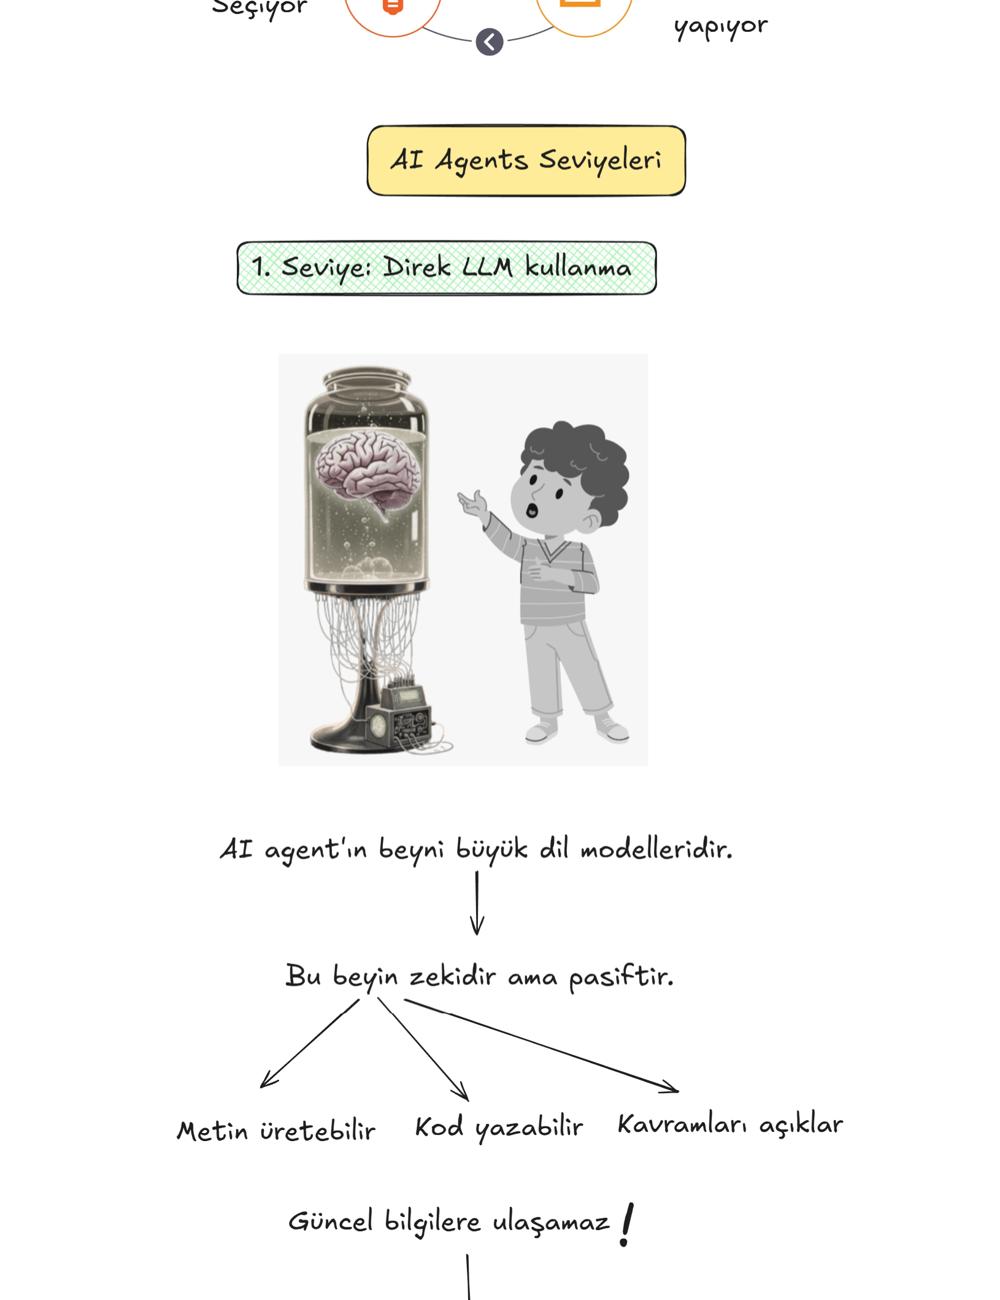 Seçiyor
yapıyor
AI Agents Seviyeleri
1. Seviye: Direk LLM kullanma
AI agent'ın beyni büyük dil modelleridir.
Bu beyin zekidir ama pasiftir.
Metin üretebilir
Kod yazabilir
Kavramları açıklar
Güncel bilgilere ulaşamaz !